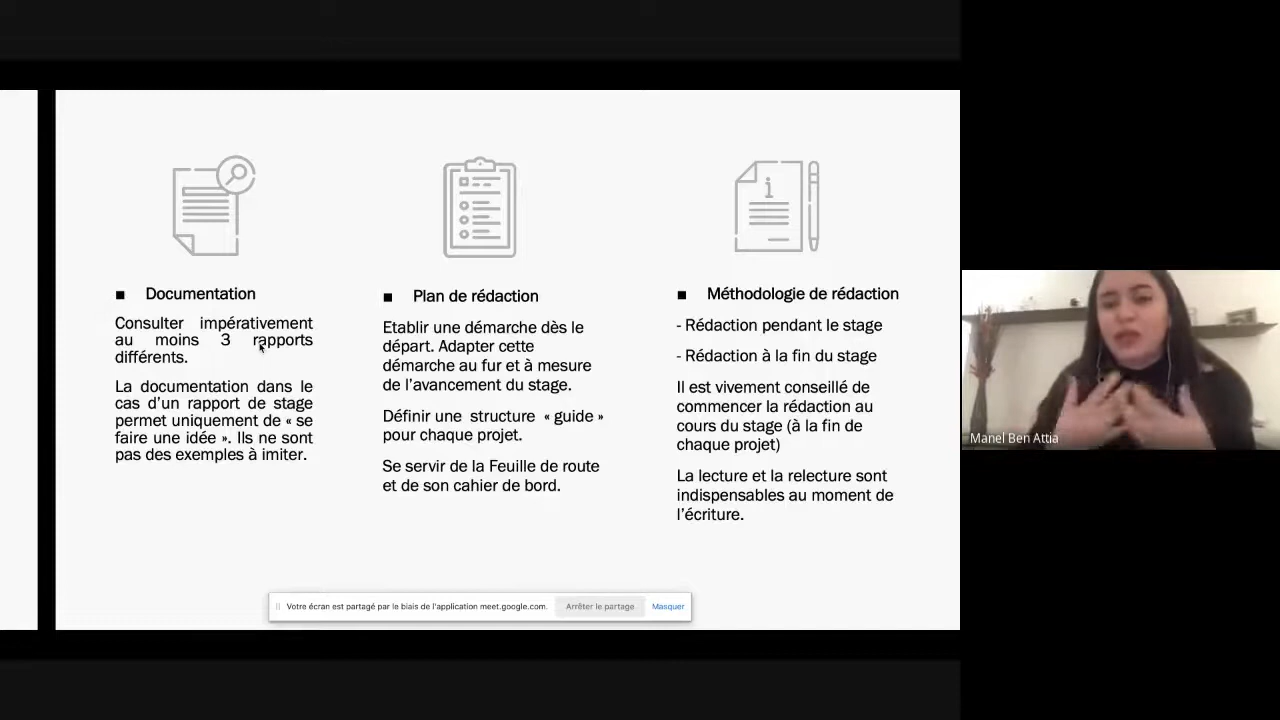 Documentation
Consulter impérativement
au moins 3 rapports
différents.
La documentation dans le
cas d’un rapport de stage
permet uniquement de « se
faire une idée ». Ils ne sont
pas des exemples à imiter.
Plan de rédaction
Etablir une démarche dès le
départ. Adapter cette
démarche au fur et à mesure
de l’avancement du stage.
Définir une structure « guide »
pour chaque projet.
Se servir de la Feuille de route
et de son cahier de bord.
i
Méthodologie de rédaction
- Rédaction pendant le stage
- Rédaction à la fin du stage
Il est vivement conseillé de
commencer la rédaction au
cours du stage (à la fin de
chaque projet)
La lecture et la relecture sont
indispensables au moment de
l’écriture.
Votre écran est partagé par le biais de l'application meet.google.com.
Arrêter le partage
Masquer
Manel Ben Attia